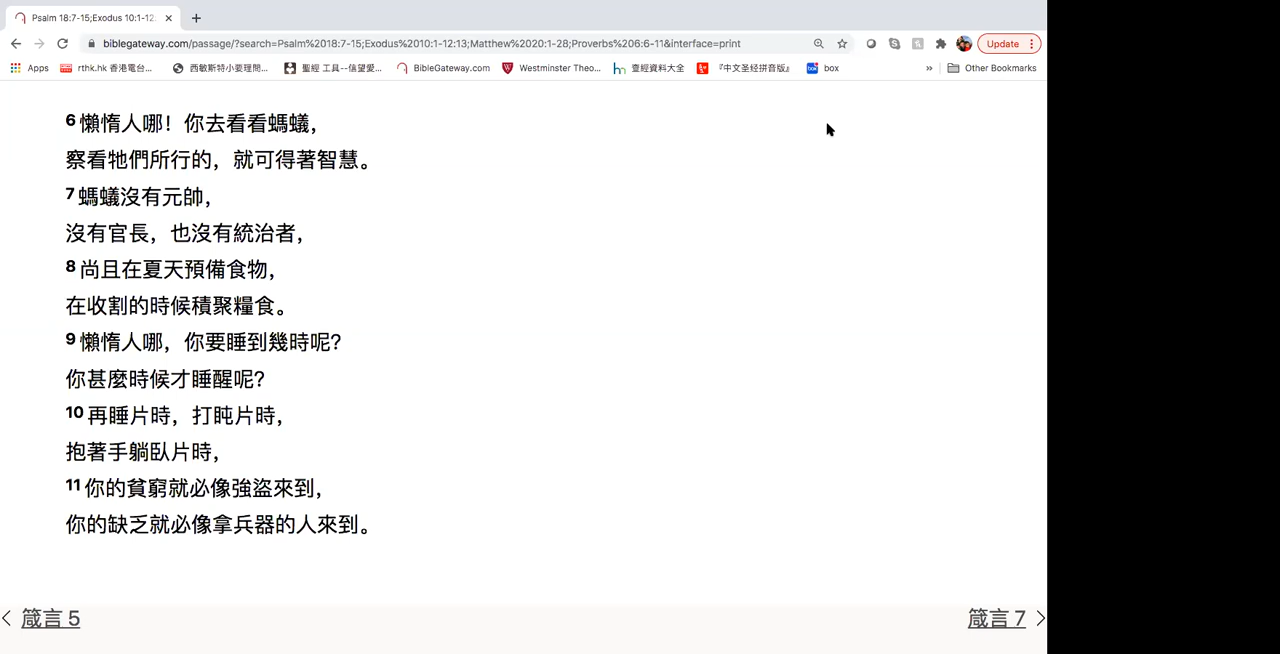 Psalm 18:7-15;Exodus 10:1-12:
biblegateway.com/passage/?search=Psalm%2018:7-15;Exodus%2010:1-12:13;Matthew%2020:1-28;Proverbs%206:6-11&interface=print
Update
Apps rthk.hk 香港電台... 西敏斯特小要理問... 聖經 工具--信望愛... BibleGateway.com Westminster Theo... 查經資料大全 『中文圣经拼音版』 box » Other Bookmarks
6 懶惰人哪！你去看看螞蟻，
察看牠們所行的，就可得著智慧。
7 螞蟻沒有元帥，
沒有官長，也沒有統治者，
8 尚且在夏天預備食物，
在收割的時候積聚糧食。
9 懶惰人哪，你要睡到幾時呢？
你甚麼時候才睡醒呢？
10 再睡片時，打盹片時，
抱著手躺臥片時，
11 你的貧窮就必像強盜來到，
你的缺乏就必像拿兵器的人來到。
箴言 5 箴言 7